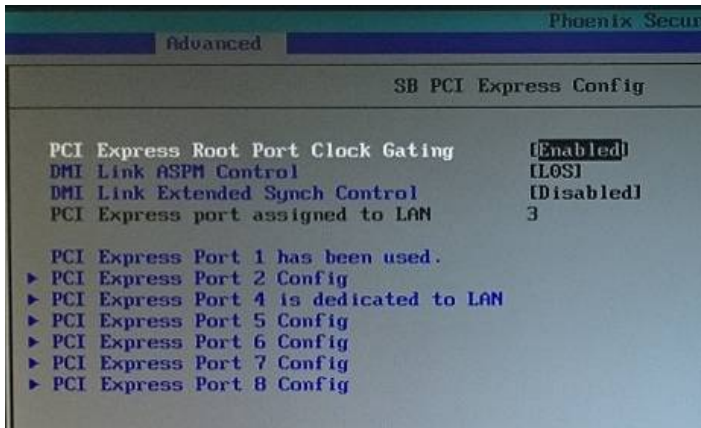 Phoenix Secur
Advanced
SB PCI Express Config
PCI Express Root Port Clock Gating [Enabled]
DMI Link ASPM Control [L0S]
DMI Link Extended Synch Control [Disabled]
PCI Express port assigned to LAN 3
PCI Express Port 1 has been used.
► PCI Express Port 2 Config
► PCI Express Port 4 is dedicated to LAN
► PCI Express Port 5 Config
► PCI Express Port 6 Config
► PCI Express Port 7 Config
► PCI Express Port 8 Config